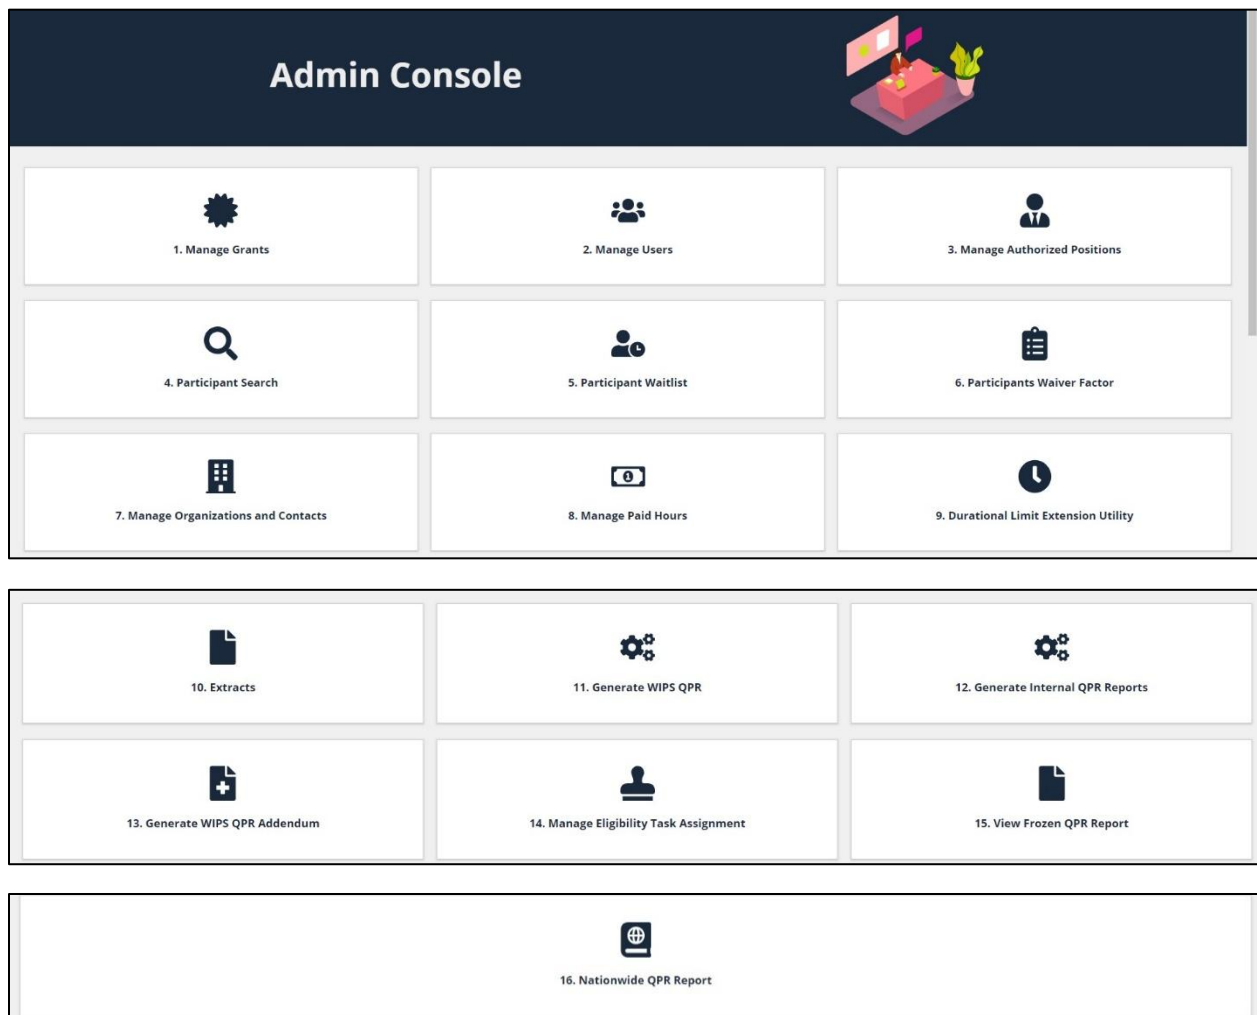 Admin Console
1. Manage Grants
2. Manage Users
3. Manage Authorized Positions
4. Participant Search
5. Participant Waitlist
6. Participants Waiver Factor
7. Manage Organizations and Contacts
8. Manage Paid Hours
9. Durational Limit Extension Utility
10. Extracts
11. Generate WIPS QPR
12. Generate Internal QPR Reports
13. Generate WIPS QPR Addendum
14. Manage Eligibility Task Assignment
15. View Frozen QPR Report
16. Nationwide QPR Report